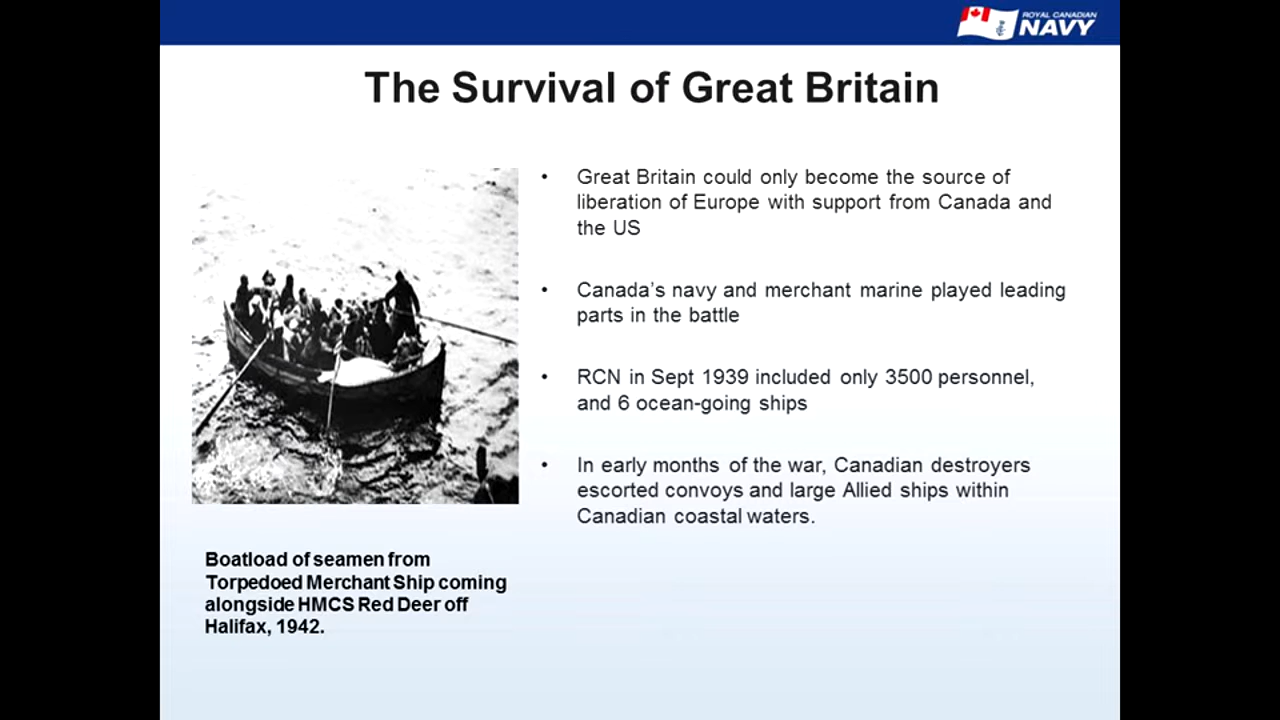 ROYAL CANADIAN
NAVY
The Survival of Great Britain
• Great Britain could only become the source of
liberation of Europe with support from Canada and
the US
• Canada’s navy and merchant marine played leading
parts in the battle
• RCN in Sept 1939 included only 3500 personnel,
and 6 ocean-going ships
• In early months of the war, Canadian destroyers
escorted convoys and large Allied ships within
Canadian coastal waters.
Boatload of seamen from
Torpedoed Merchant Ship coming
alongside HMCS Red Deer off
Halifax, 1942.